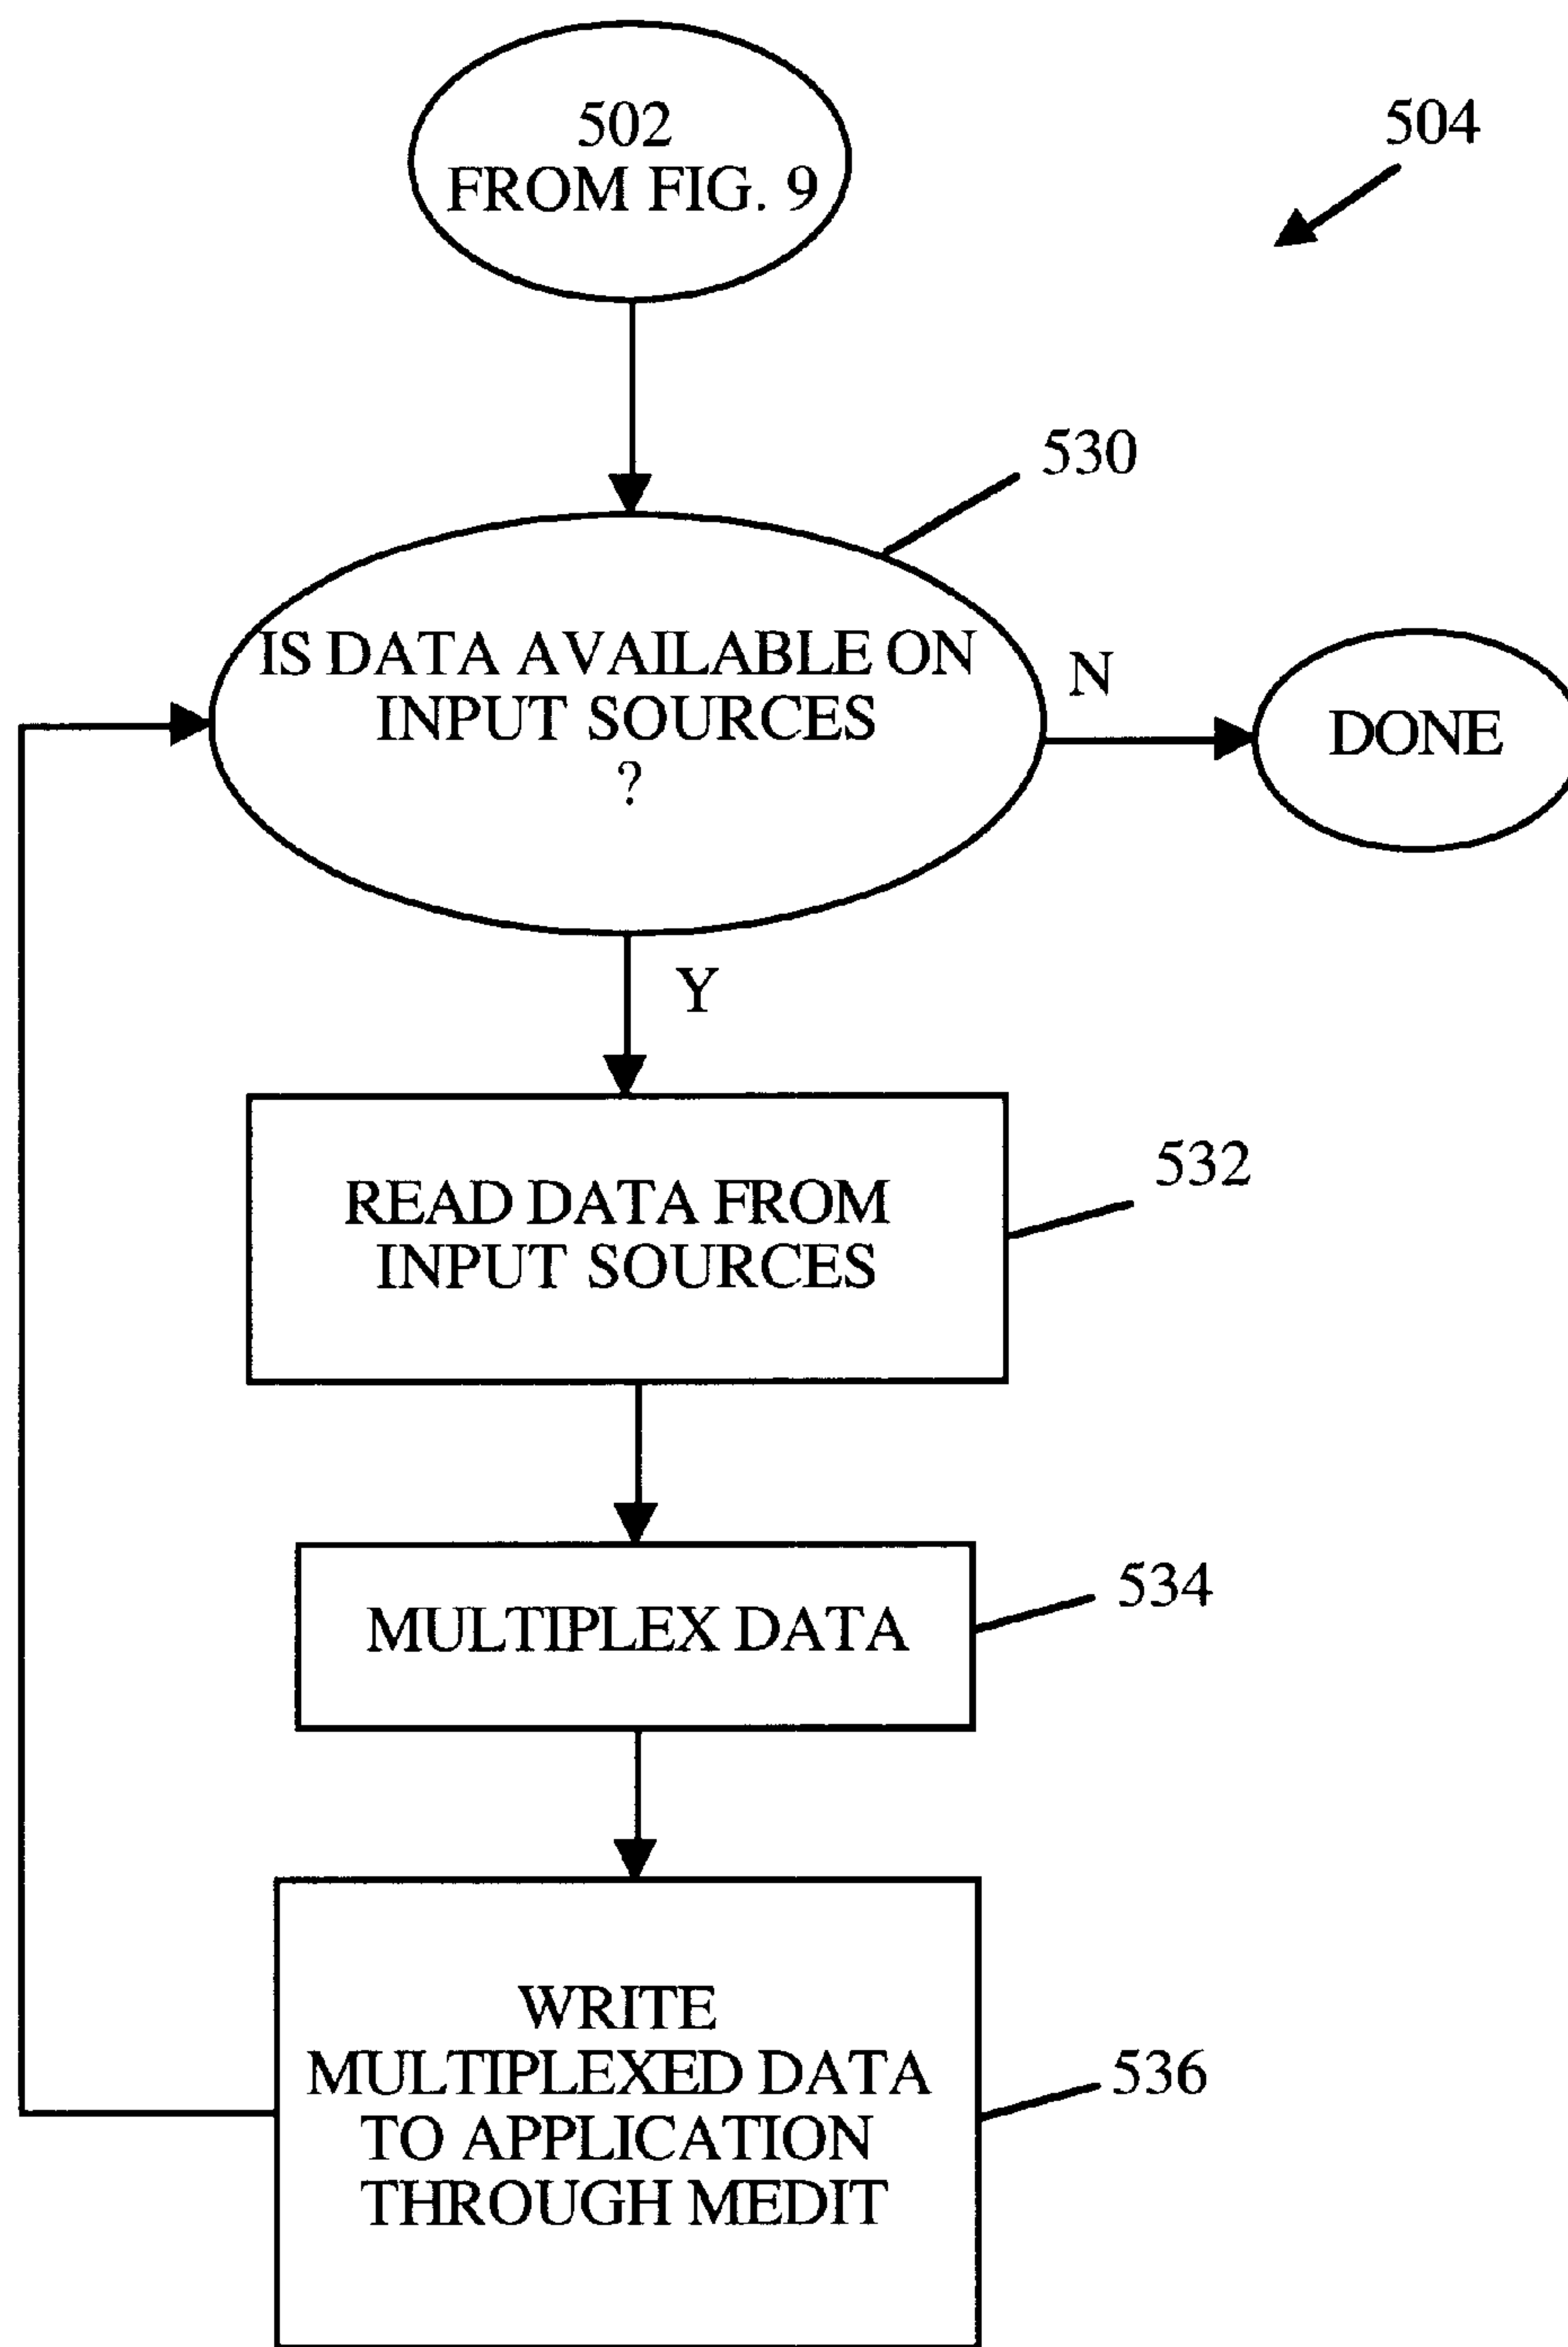 502
FROM FIG. 9
504
530
IS DATA AVAILABLE ON
INPUT SOURCES
?
N
DONE
Y
READ DATA FROM
INPUT SOURCES
532
MULTIPLEX DATA
534
WRITE
MULTIPLEXED DATA
TO APPLICATION
THROUGH MEDIT
536